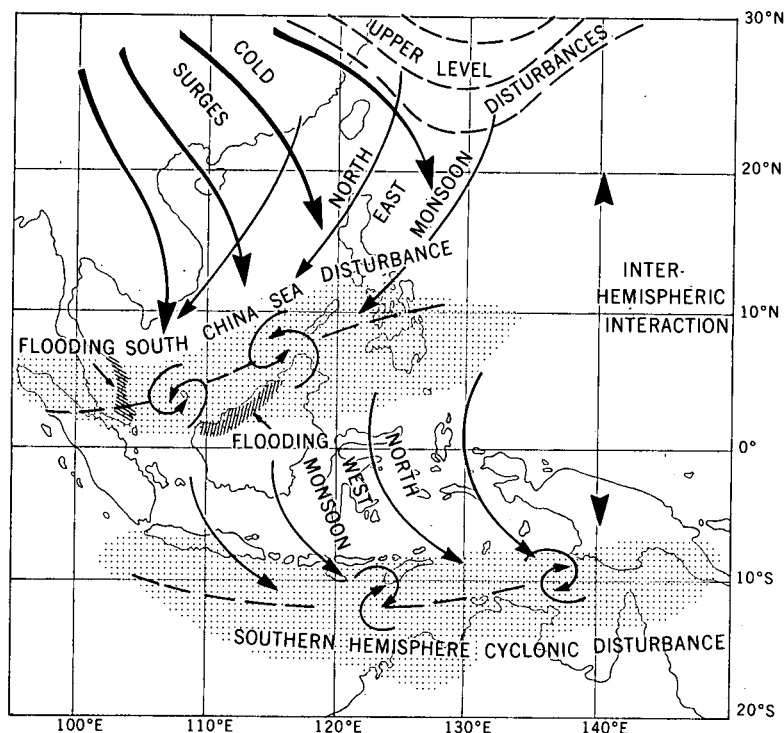 30°N
UPPER LEVEL DISTURBANCES
COLD
SURGES
20°N
NORTH EAST MONSOON
INTER-
HEMISPHERIC
INTERACTION
10°N
SOUTH CHINA SEA DISTURBANCE
FLOODING
FLOODING
0°
NORTH WEST MONSOON
10°S
SOUTHERN HEMISPHERE CYCLONIC DISTURBANCE
20°S
100°E 110°E 120°E 130°E 140°E